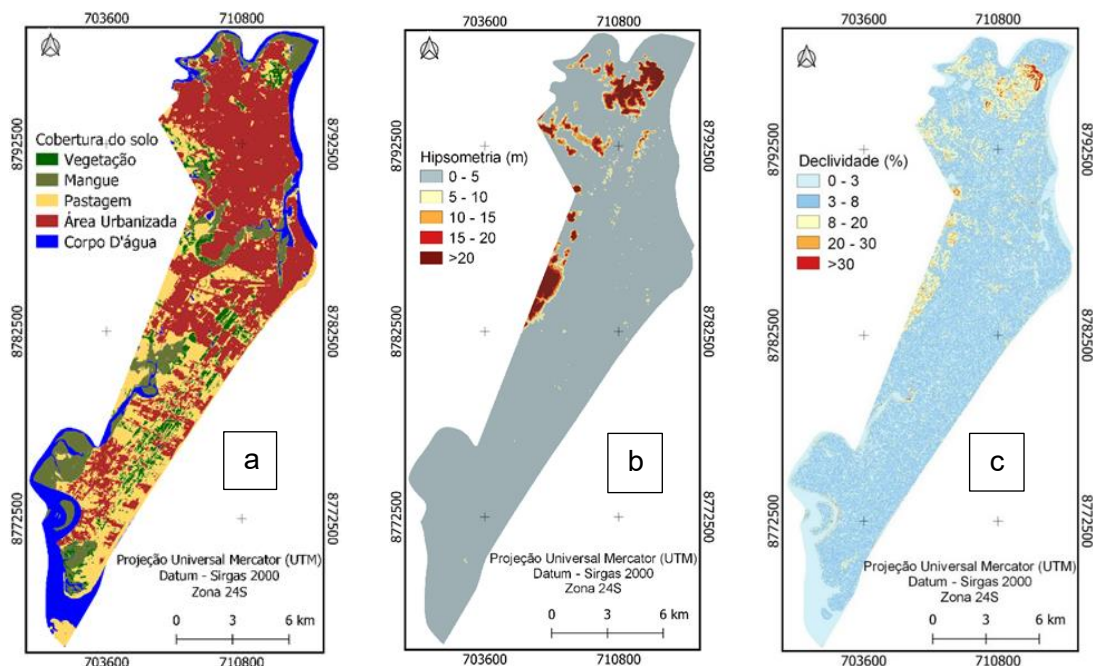 703600 710800
8792500
8782500
8772500
Cobertura do solo
Vegetação
Mangue
Pastagem
Área Urbanizada
Corpo D'água
a
Projeção Universal Mercator (UTM)
Datum - Sirgas 2000
Zona 24S
0 3 6 km
8792500
8772500
703600 710800
703600 710800
8792500
8782500
8772500
Hipsometria (m)
0 - 5
5 - 10
10 - 15
15 - 20
>20
b
Projeção Universal Mercator (UTM)
Datum - Sirgas 2000
Zona 24S
0 3 6 km
8792500
8772500
703600 710800
703600 710800
8792500
8782500
8772500
Declividade (%)
0 - 3
3 - 8
8 - 20
20 - 30
>30
c
Projeção Universal Mercator (UTM)
Datum - Sirgas 2000
Zona 24S
0 3 6 km
8792500
8782500
8772500
703600 710800